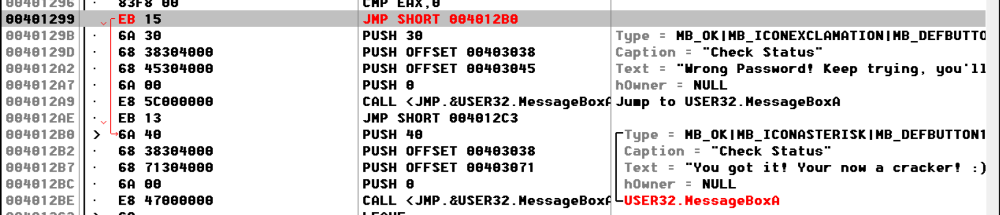 00401296 · 83F8 00 CMP EAX,0
00401299 EB 15 JMP SHORT 004012B0
0040129B · 6A 30 PUSH 30 Type = MB_OK|MB_ICONEXCLAMATION|MB_DEFBUTTO
0040129D · 68 38304000 PUSH OFFSET 00403038 Caption = "Check Status"
004012A2 · 68 45304000 PUSH OFFSET 00403045 Text = "Wrong Password! Keep trying, you'll
004012A7 · 6A 00 PUSH 0 hOwner = NULL
004012A9 · E8 5C000000 CALL <JMP.&USER32.MessageBoxA Jump to USER32.MessageBoxA
004012AE · EB 13 JMP SHORT 004012C3
004012B0 > 6A 40 PUSH 40 Type = MB_OK|MB_ICONASTERISK|MB_DEFBUTTON1
004012B2 · 68 38304000 PUSH OFFSET 00403038 Caption = "Check Status"
004012B7 · 68 71304000 PUSH OFFSET 00403071 Text = "You got it! Your now a cracker! :)
004012BC · 6A 00 PUSH 0 hOwner = NULL
004012BE · E8 47000000 CALL <JMP.&USER32.MessageBoxA USER32.MessageBoxA
LEAVE